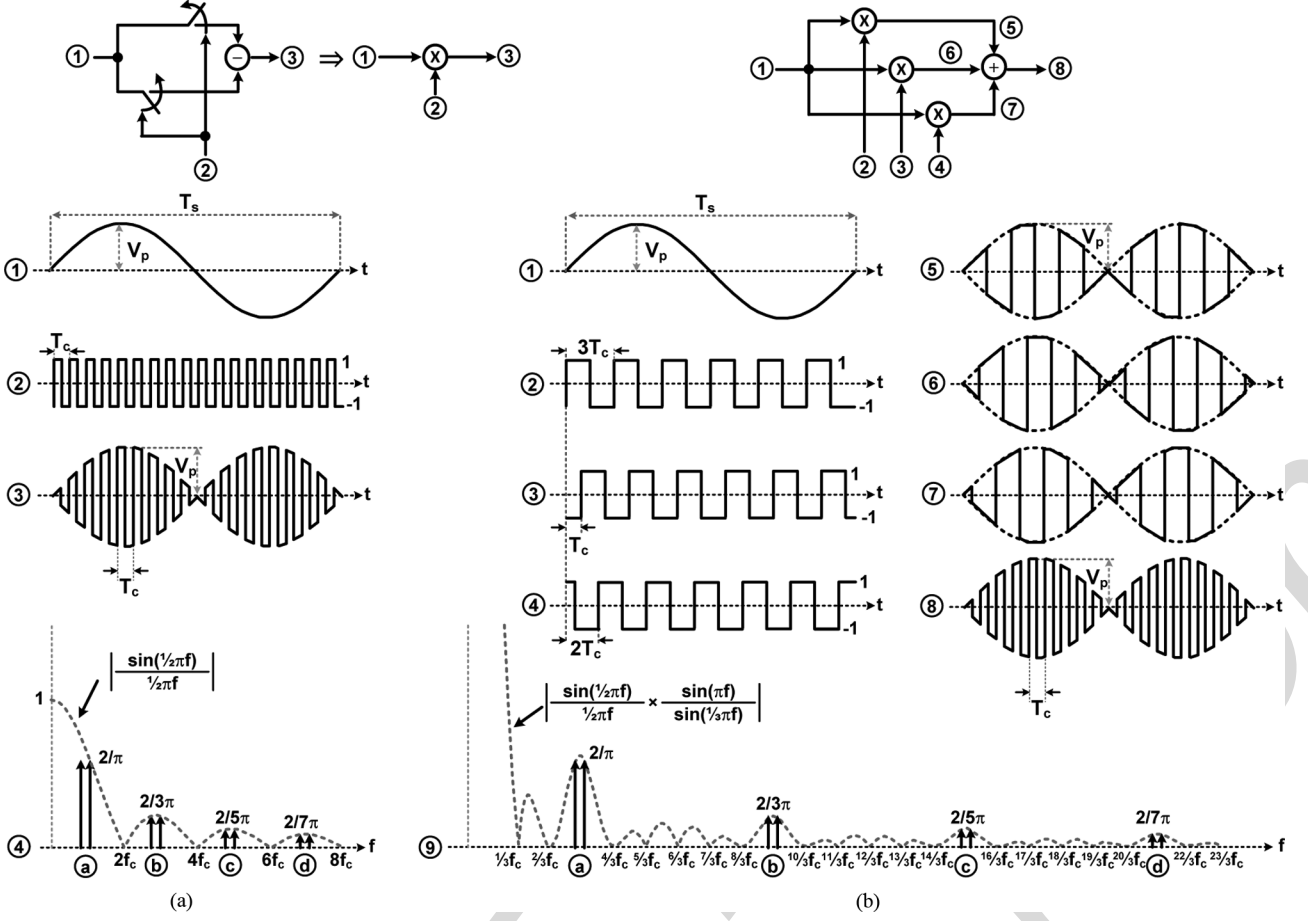 ① − ③ ⇒ ① X ③
②
②
X ⑤
① X ⑥ + ⑧
X ⑦
② ③ ④
Ts
① Vp t
Tc
② 1 t -1
③ Vp t
Tc
1
|sin(½πf) / ½πf|
2/π
2/3π
2/5π
2/7π
④ f
ⓐ 2fc ⓑ 4fc ⓒ 6fc ⓓ 8fc
(a)
Ts
① Vp t
3Tc
② 1 t -1
③ 1 t -1
Tc
④ 1 t -1
2Tc
⑤ Vp t
⑥ t
⑦ t
⑧ Vp t
Tc
|sin(½πf) / ½πf × sin(πf) / sin(⅓πf)|
2/π
2/3π
2/5π
2/7π
⑨ f
1/3fc 2/3fc ⓐ 4/3fc 5/3fc 6/3fc 7/3fc 8/3fc ⓑ 10/3fc 11/3fc 12/3fc 13/3fc 14/3fc ⓒ 16/3fc 17/3fc 18/3fc 19/3fc 20/3fc ⓓ 22/3fc 23/3fc
(b)